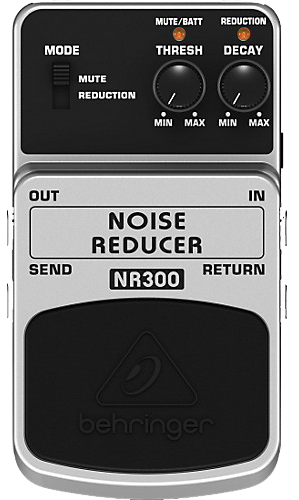 MUTE/BATT REDUCTION
MODE THRESH DECAY
MUTE
REDUCTION
MIN MAX MIN MAX
OUT IN
NOISE
REDUCER
SEND RETURN
NR300
behringer